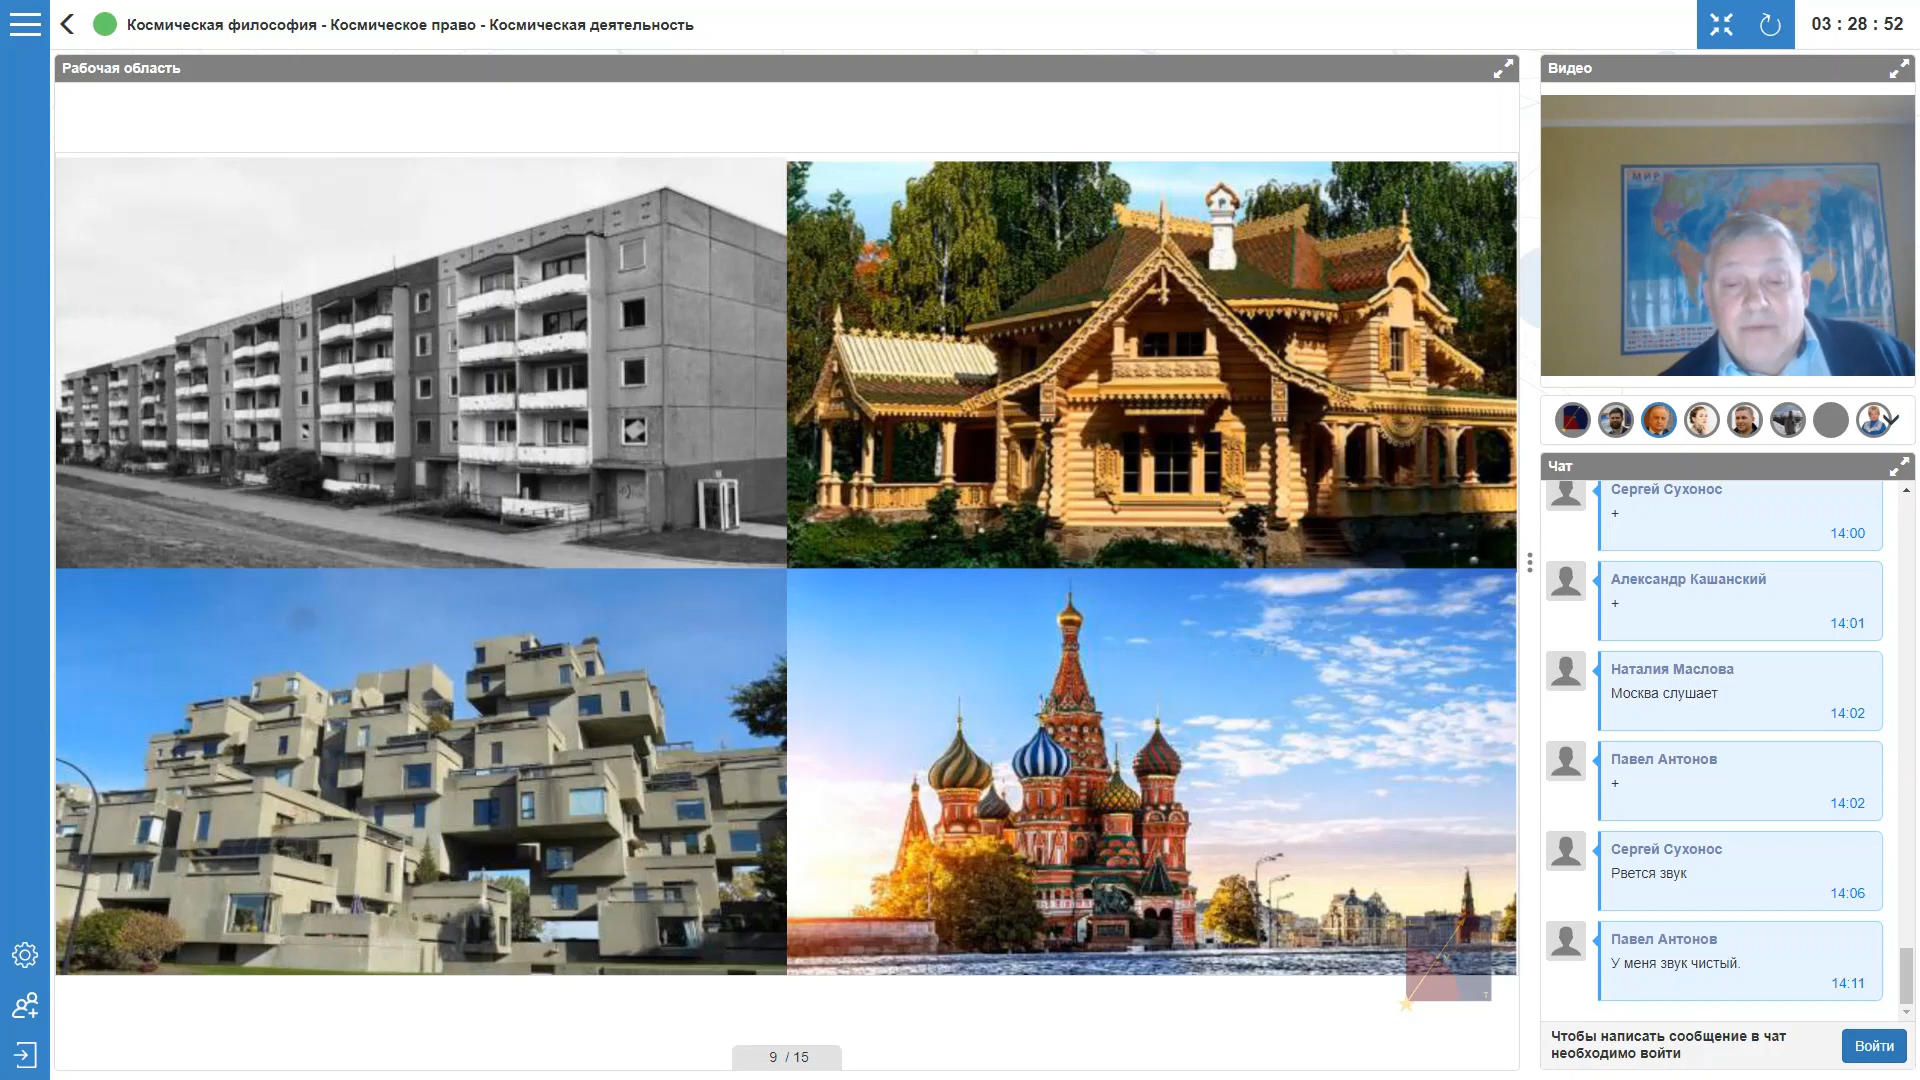 Космическая философия - Космическое право - Космическая деятельность
03 : 28 : 52
Рабочая область
9 / 15
Видео
МИР
Чат
Сергей Сухонос
+
14:00
Александр Кашанский
+
14:01
Наталия Маслова
Москва слушает
14:02
Павел Антонов
+
14:02
Сергей Сухонос
Рвется звук
14:06
Павел Антонов
У меня звук чистый.
14:11
Чтобы написать сообщение в чат
необходимо войти
Войти